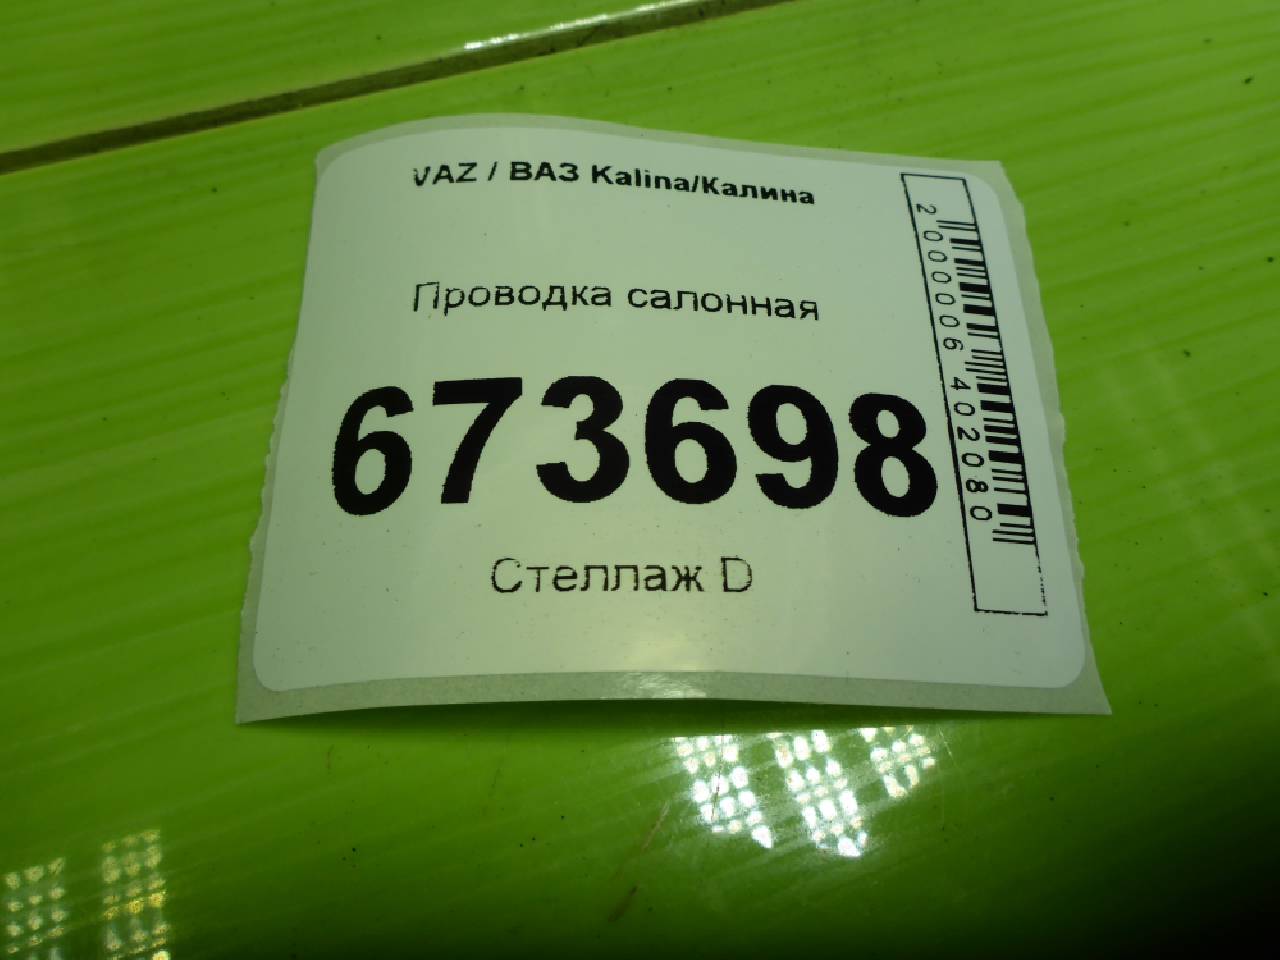 VAZ / ВАЗ Kalina/Калина
Проводка салонная
673698
Стеллаж D
2000006402080